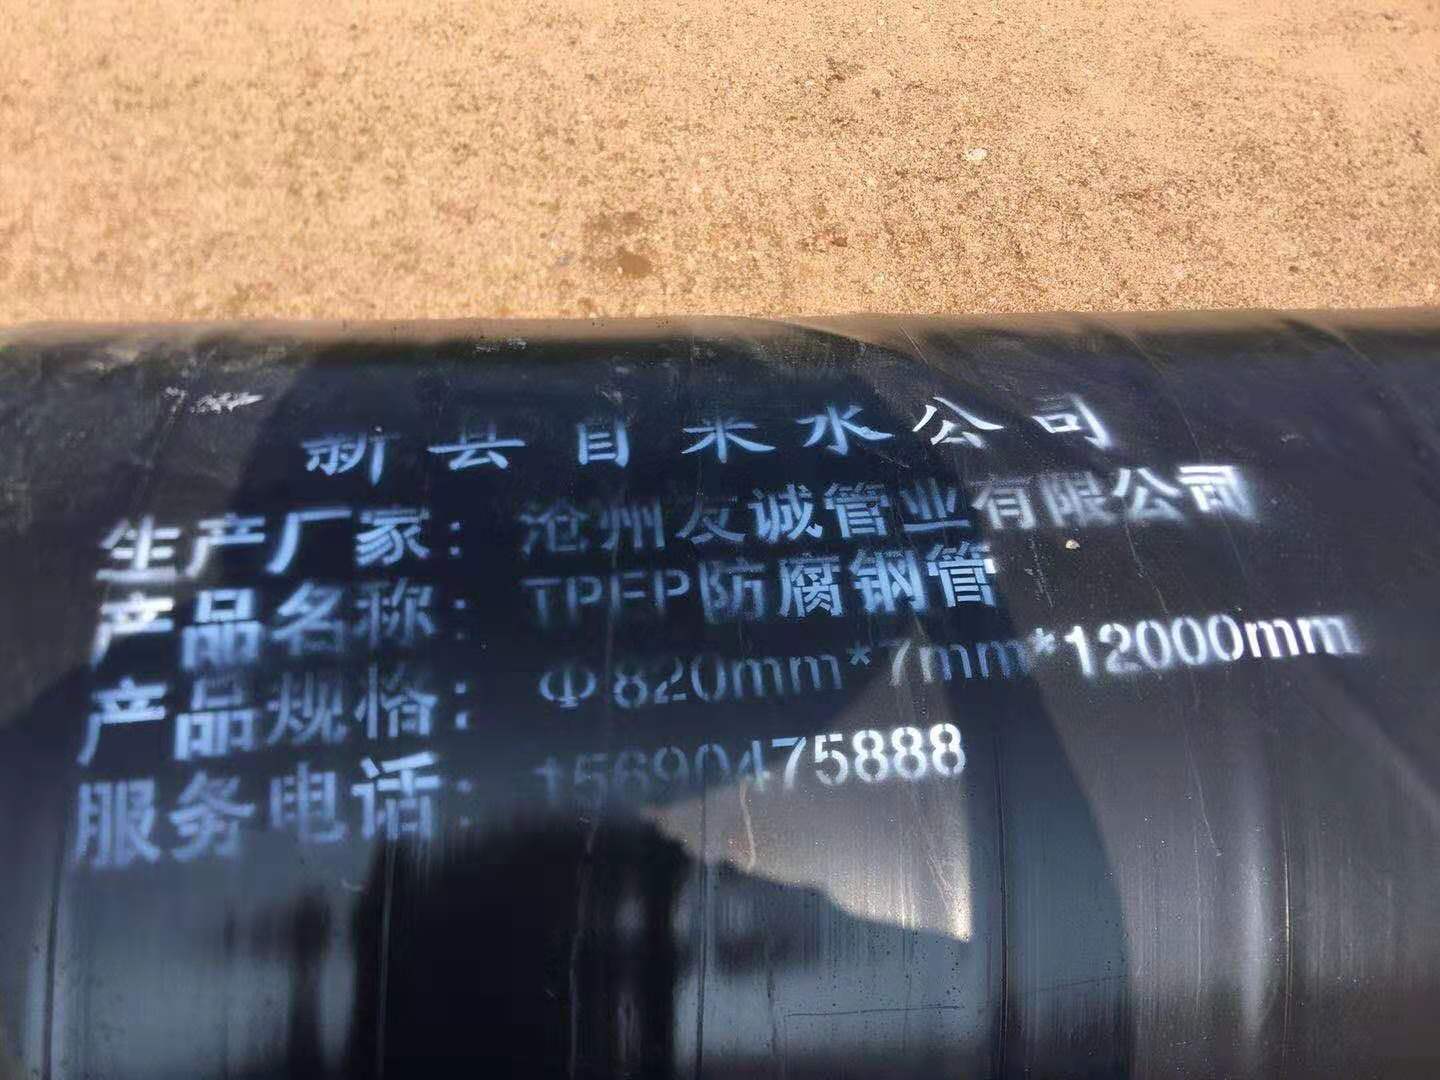 新县自来水公司
生产厂家：沧州友诚管业有限公司
产品名称：TPEP防腐钢管
产品规格：Φ820mm*7mm*12000mm
服务电话：15690475888